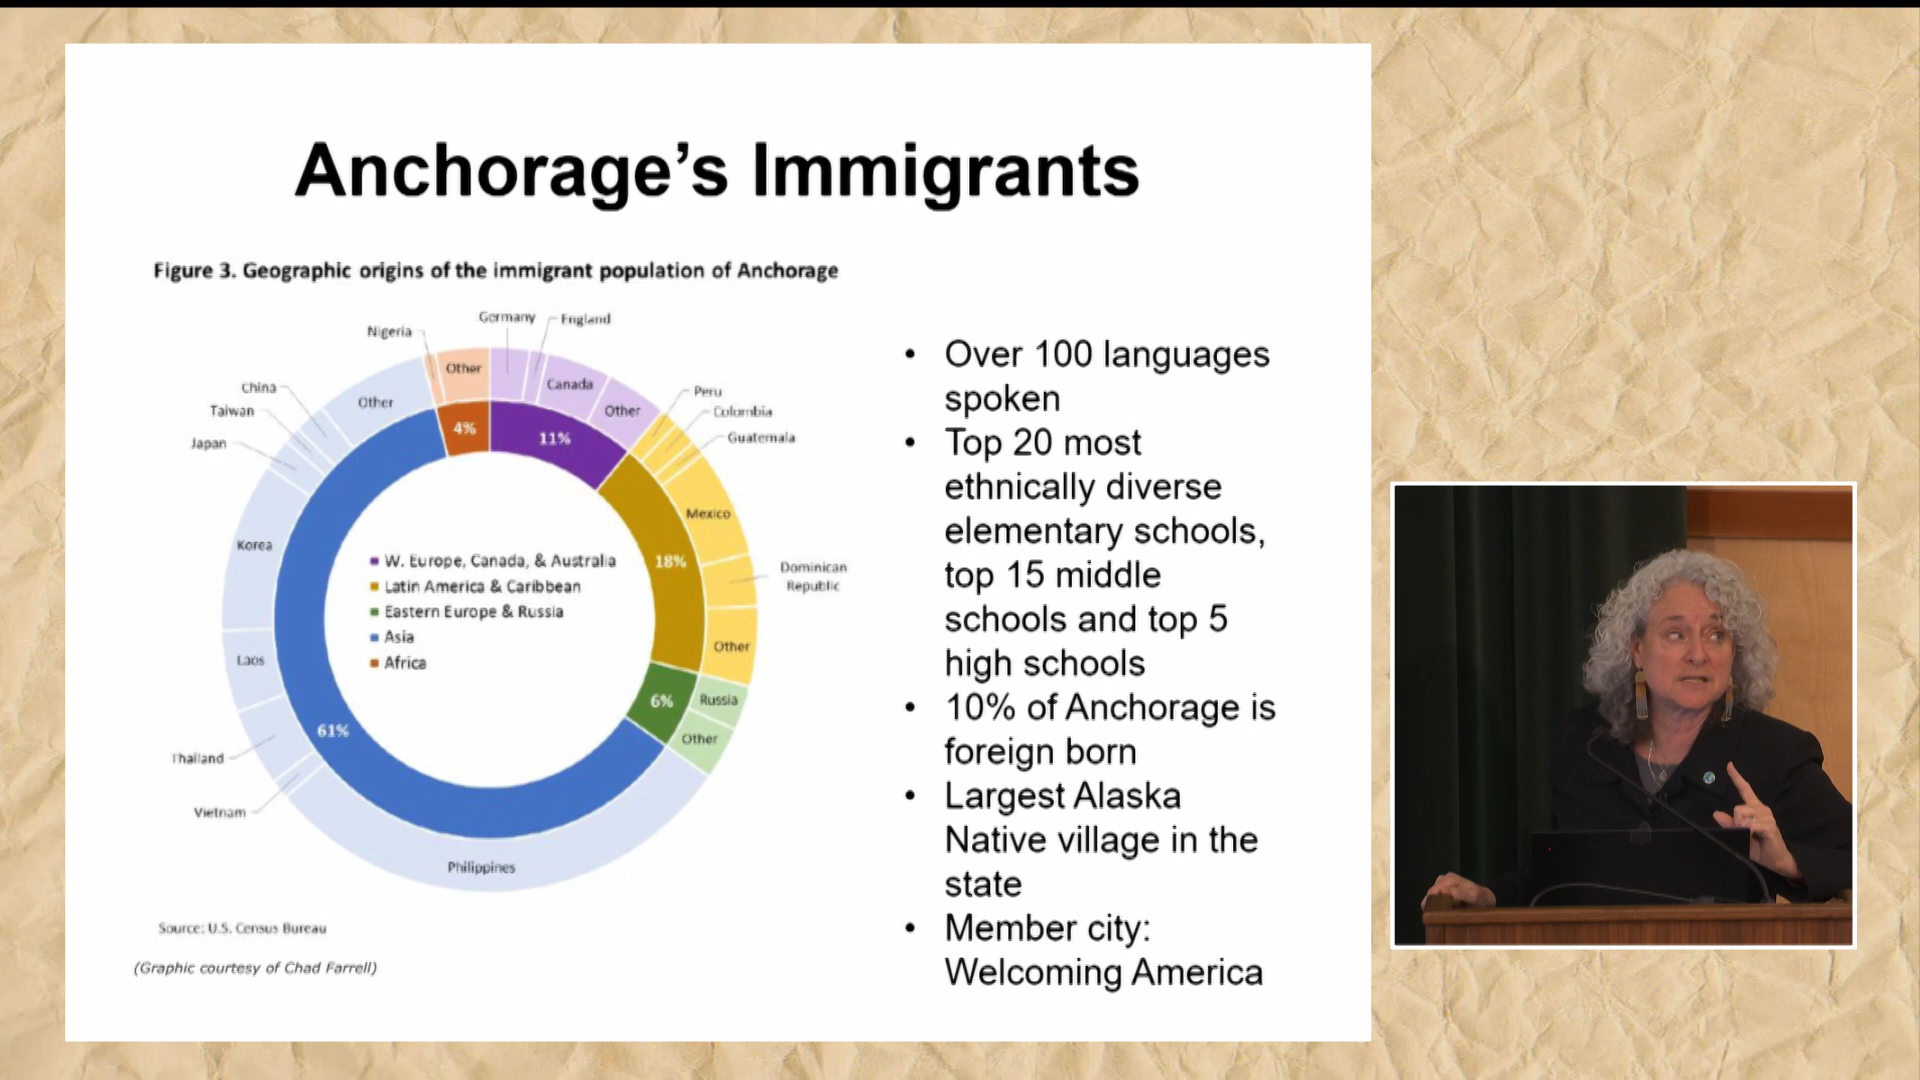 Anchorage’s Immigrants
Figure 3. Geographic origins of the immigrant population of Anchorage
Germany
England
Nigeria
Other
Canada
Other
China
Other
Taiwan
Japan
Peru
Colombia
Guatemala
4%
11%
Korea
Mexico
18%
Dominican
Republic
W. Europe, Canada, & Australia
Latin America & Caribbean
Eastern Europe & Russia
Asia
Africa
Other
Laos
6%
Russia
Other
61%
Thailand
Vietnam
Philippines
Source: U.S. Census Bureau
(Graphic courtesy of Chad Farrell)
• Over 100 languages
spoken
• Top 20 most
ethnically diverse
elementary schools,
top 15 middle
schools and top 5
high schools
• 10% of Anchorage is
foreign born
• Largest Alaska
Native village in the
state
• Member city:
Welcoming America